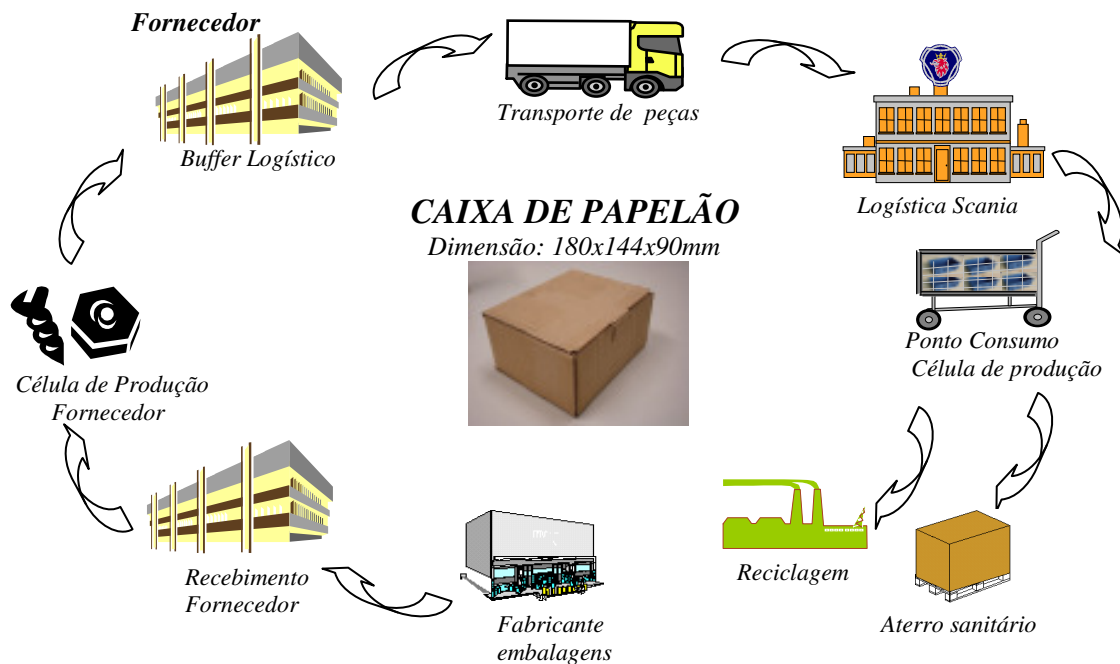 Fornecedor
Buffer Logístico
Transporte de peças
Logística Scania
CAIXA DE PAPELÃO
Dimensão: 180x144x90mm
Ponto Consumo
Célula de produção
Célula de Produção
Fornecedor
Recebimento
Fornecedor
Fabricante
embalagens
Reciclagem
Aterro sanitário